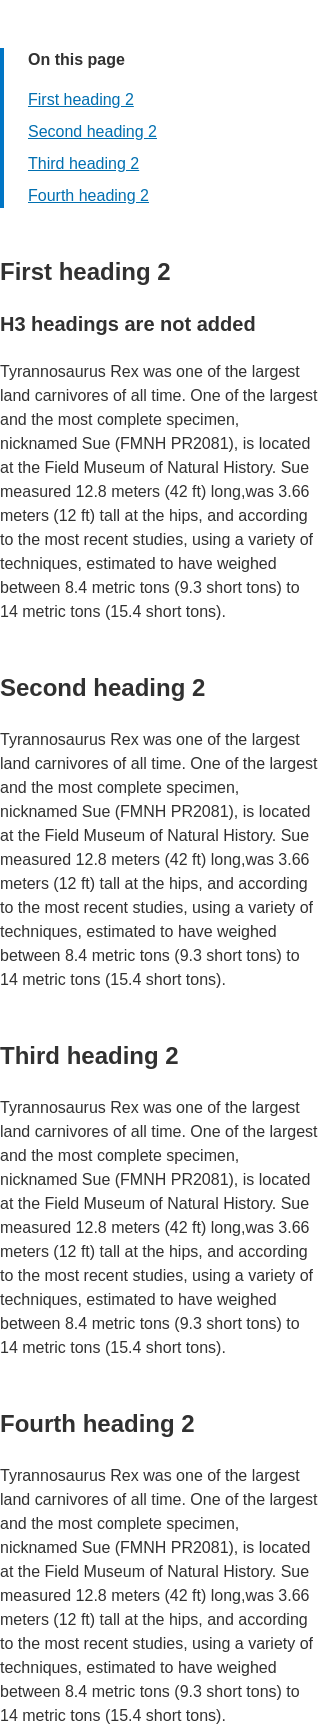 On this page
First heading 2
Second heading 2
Third heading 2
Fourth heading 2
First heading 2
H3 headings are not added
Tyrannosaurus Rex was one of the largest
land carnivores of all time. One of the largest
and the most complete specimen,
nicknamed Sue (FMNH PR2081), is located
at the Field Museum of Natural History. Sue
measured 12.8 meters (42 ft) long,was 3.66
meters (12 ft) tall at the hips, and according
to the most recent studies, using a variety of
techniques, estimated to have weighed
between 8.4 metric tons (9.3 short tons) to
14 metric tons (15.4 short tons).
Second heading 2
Tyrannosaurus Rex was one of the largest
land carnivores of all time. One of the largest
and the most complete specimen,
nicknamed Sue (FMNH PR2081), is located
at the Field Museum of Natural History. Sue
measured 12.8 meters (42 ft) long,was 3.66
meters (12 ft) tall at the hips, and according
to the most recent studies, using a variety of
techniques, estimated to have weighed
between 8.4 metric tons (9.3 short tons) to
14 metric tons (15.4 short tons).
Third heading 2
Tyrannosaurus Rex was one of the largest
land carnivores of all time. One of the largest
and the most complete specimen,
nicknamed Sue (FMNH PR2081), is located
at the Field Museum of Natural History. Sue
measured 12.8 meters (42 ft) long,was 3.66
meters (12 ft) tall at the hips, and according
to the most recent studies, using a variety of
techniques, estimated to have weighed
between 8.4 metric tons (9.3 short tons) to
14 metric tons (15.4 short tons).
Fourth heading 2
Tyrannosaurus Rex was one of the largest
land carnivores of all time. One of the largest
and the most complete specimen,
nicknamed Sue (FMNH PR2081), is located
at the Field Museum of Natural History. Sue
measured 12.8 meters (42 ft) long,was 3.66
meters (12 ft) tall at the hips, and according
to the most recent studies, using a variety of
techniques, estimated to have weighed
between 8.4 metric tons (9.3 short tons) to
14 metric tons (15.4 short tons).